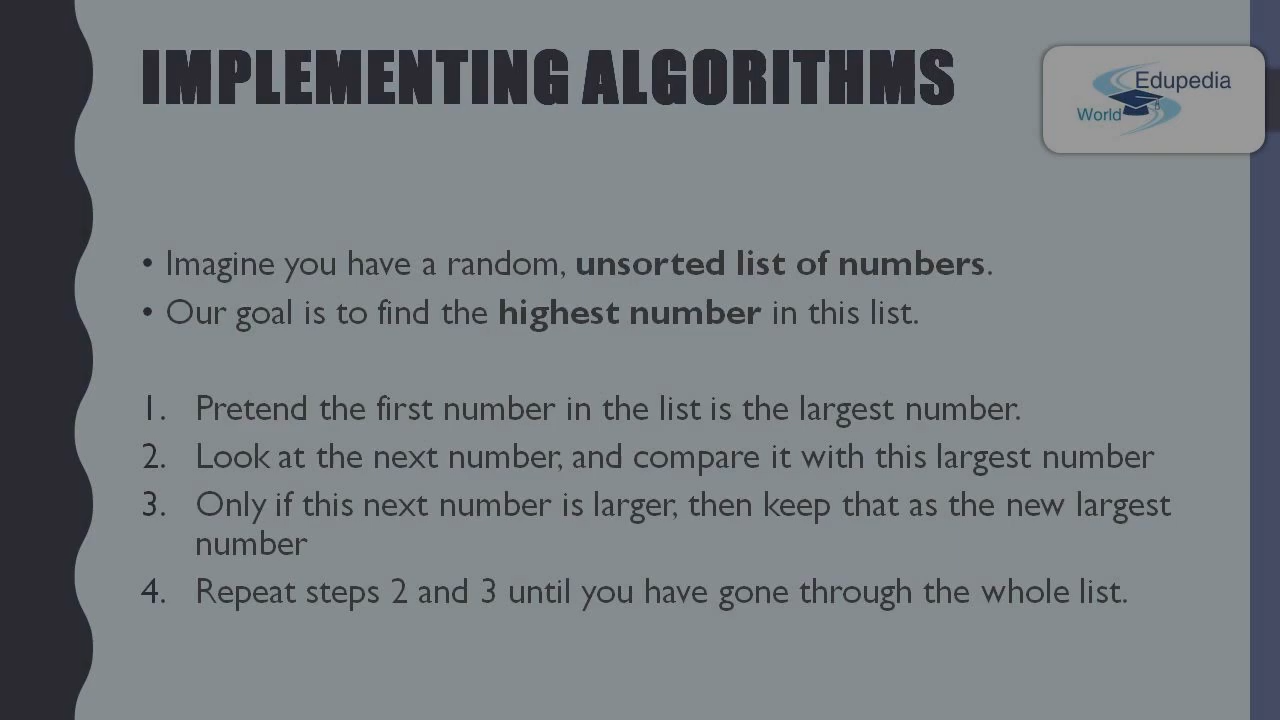 IMPLEMENTING ALGORITHMS
Edupedia
World
• Imagine you have a random, unsorted list of numbers.
• Our goal is to find the highest number in this list.
1. Pretend the first number in the list is the largest number.
2. Look at the next number, and compare it with this largest number
3. Only if this next number is larger, then keep that as the new largest
number
4. Repeat steps 2 and 3 until you have gone through the whole list.